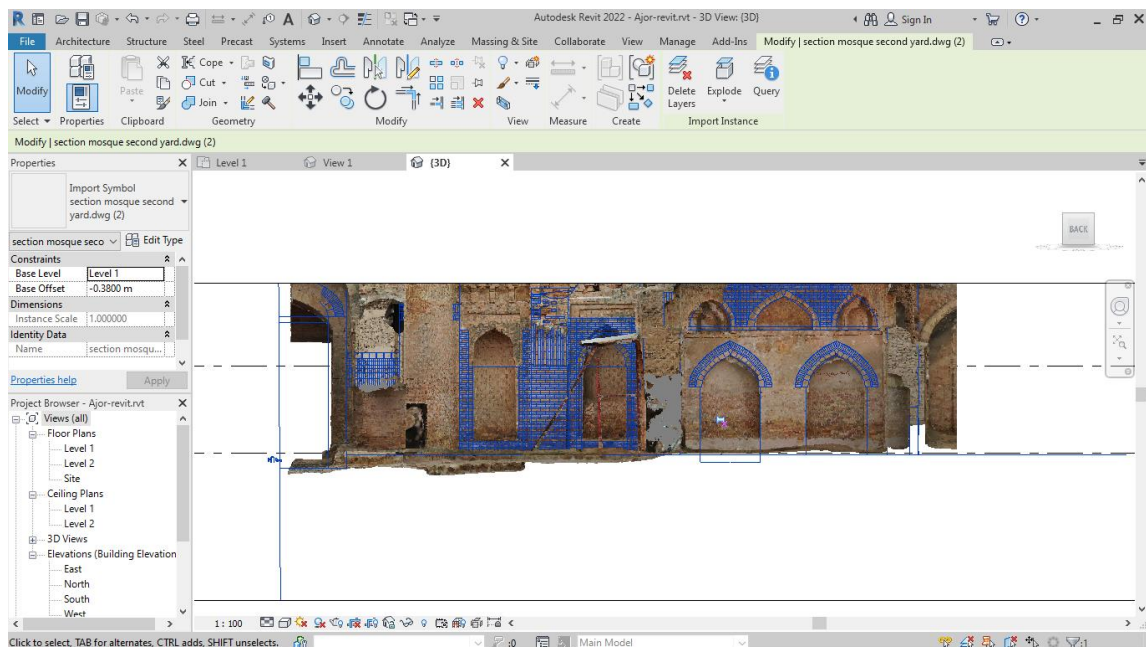 Autodesk Revit 2022 - Ajor-revit.rvt - 3D View: {3D}
Sign In
File Architecture Structure Steel Precast Systems Insert Annotate Analyze Massing & Site Collaborate View Manage Add-Ins Modify | section mosque second yard.dwg (2)
Modify
Paste
Cope
Cut
Join
Delete Layers
Explode
Query
Select Properties Clipboard Geometry Modify View Measure Create Import Instance
Modify | section mosque second yard.dwg (2)
Properties
Level 1
View 1
{3D}
Import Symbol
section mosque second
yard.dwg (2)
section mosque seco
Edit Type
Constraints
Base Level Level 1
Base Offset -0.3800 m
Dimensions
Instance Scale 1.000000
Identity Data
Name section mosqu...
Properties help
Apply
BACK
Project Browser - Ajor-revit.rvt
Views (all)
Floor Plans
Level 1
Level 2
Site
Ceiling Plans
Level 1
Level 2
3D Views
Elevations (Building Elevation
East
North
South
West
1 : 100
Click to select, TAB for alternates, CTRL adds, SHIFT unselects.
:0
Main Model
:1